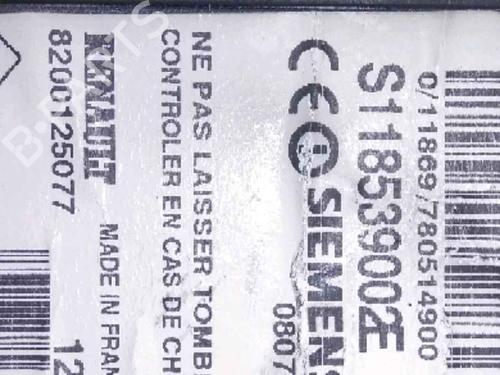 0/11869/780514900
S118539002E
SIEMENS
0807
NE PAS LAISSER TOMB
CONTROLER EN CAS DE CH
RENAULT
MADE IN FRAN
8200125077
12
B-PARTS